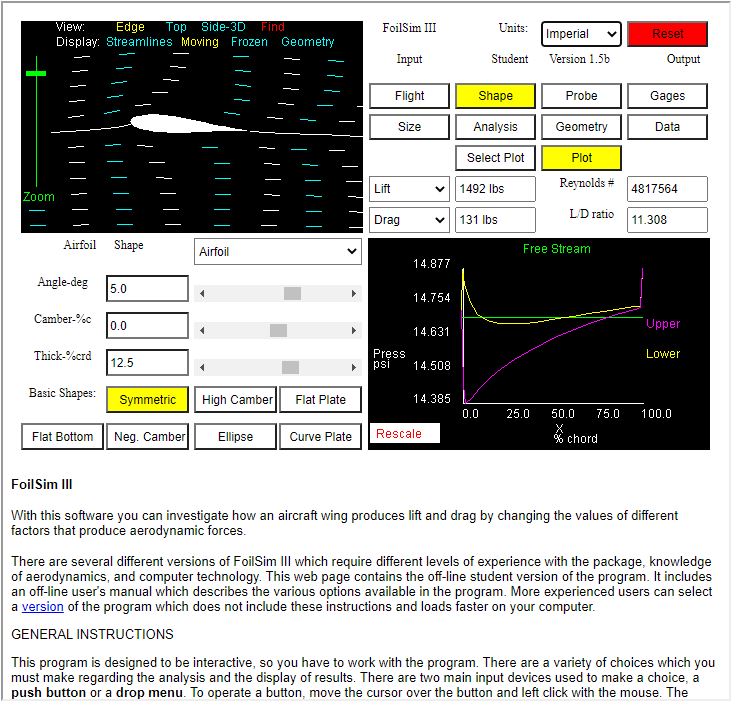 View: Edge Top Side-3D Find
Display: Streamlines Moving Frozen Geometry
Zoom
FoilSim III Units: Imperial Reset
Input Student Version 1.5b Output
Flight Shape Probe Gages
Size Analysis Geometry Data
Select Plot Plot
Lift 1492 lbs Reynolds # 4817564
Drag 131 lbs L/D ratio 11.308
Airfoil Shape Airfoil
Angle-deg 5.0
Camber-%c 0.0
Thick-%crd 12.5
Basic Shapes: Symmetric High Camber Flat Plate
Flat Bottom Neg. Camber Ellipse Curve Plate
Free Stream
14.877
14.754
14.631
14.508
14.385
Press
psi
Upper
Lower
0.0 25.0 50.0 75.0 100.0
X
% chord
Rescale
FoilSim III
With this software you can investigate how an aircraft wing produces lift and drag by changing the values of different
factors that produce aerodynamic forces.
There are several different versions of FoilSim III which require different levels of experience with the package, knowledge
of aerodynamics, and computer technology. This web page contains the off-line student version of the program. It includes
an off-line user's manual which describes the various options available in the program. More experienced users can select
a version of the program which does not include these instructions and loads faster on your computer.
GENERAL INSTRUCTIONS
This program is designed to be interactive, so you have to work with the program. There are a variety of choices which you
must make regarding the analysis and the display of results. There are two main input devices used to make a choice, a
push button or a drop menu. To operate a button, move the cursor over the button and left click with the mouse. The